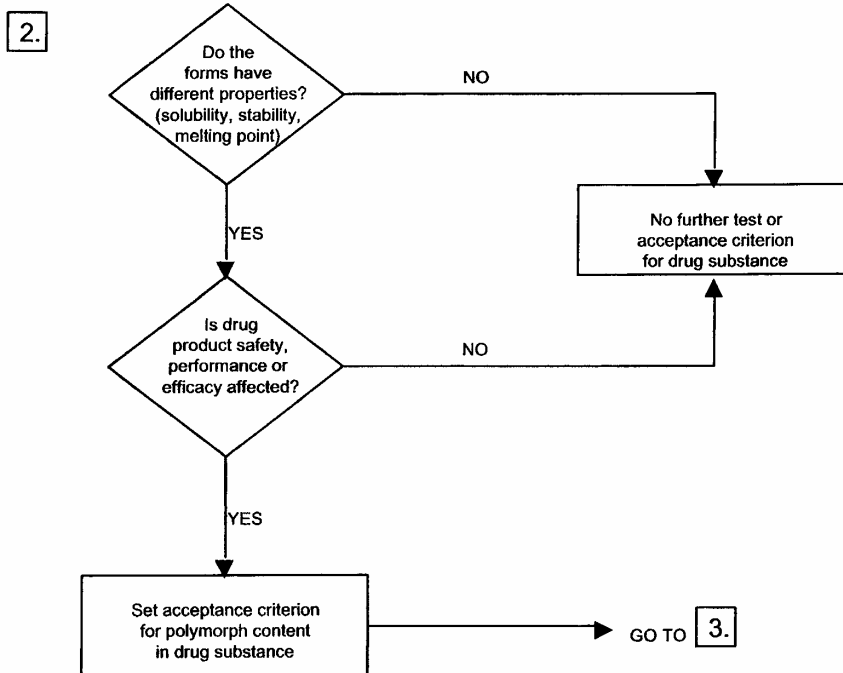 2.
Do the
forms have
different properties?
(solubility, stability,
melting point)
NO
No further test or
acceptance criterion
for drug substance
YES
Is drug
product safety,
performance or
efficacy affected?
NO
YES
Set acceptance criterion
for polymorph content
in drug substance
GO TO 3.